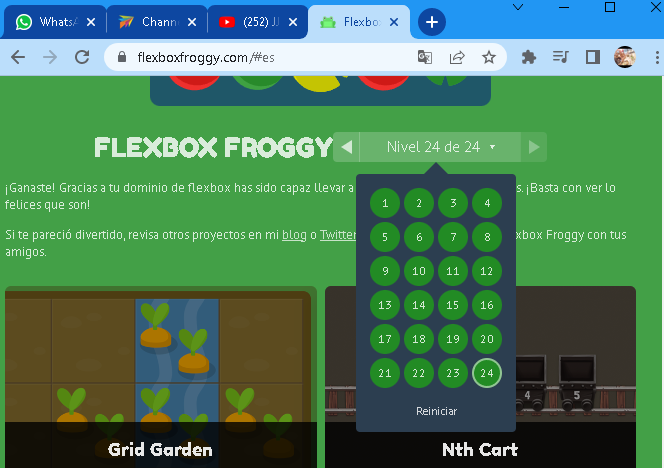 WhatsA
Chann
(252) JJ
Flexbo
flexboxfroggy.com/#es
FLEXBOX FROGGY
Nivel 24 de 24
¡Ganaste! Gracias a tu dominio de flexbox has sido capaz llevar a s. ¡Basta con ver lo
felices que son!
Si te pareció divertido, revisa otros proyectos en mi blog o Twitter xbox Froggy con tus
amigos.
1 2 3 4
5 6 7 8
9 10 11 12
13 14 15 16
17 18 19 20
21 22 23 24
Reiniciar
4 5
Grid Garden
Nth Cart